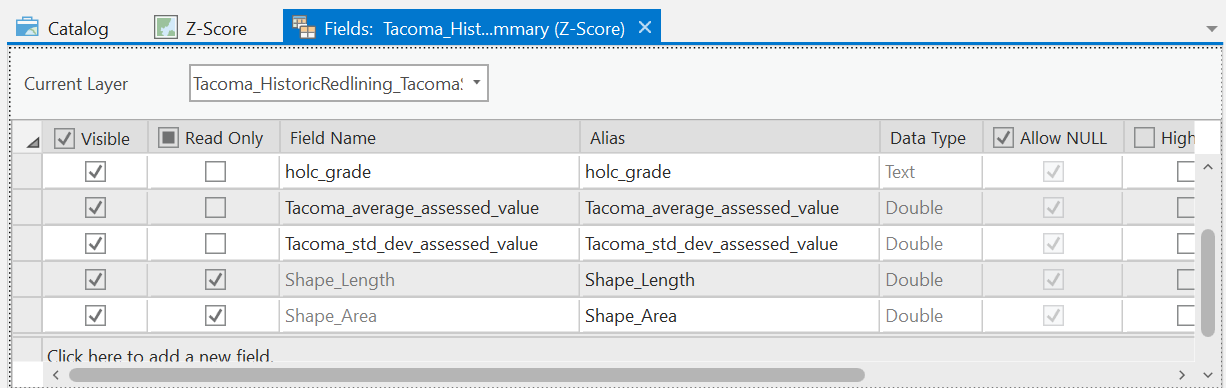 Catalog Z-Score Fields: Tacoma_Hist...mmary (Z-Score)
Current Layer Tacoma_HistoricRedlining_Tacoma
Visible Read Only Field Name Alias Data Type Allow NULL High
holc_grade holc_grade Text
Tacoma_average_assessed_value Tacoma_average_assessed_value Double
Tacoma_std_dev_assessed_value Tacoma_std_dev_assessed_value Double
Shape_Length Shape_Length Double
Shape_Area Shape_Area Double
Click here to add a new field.